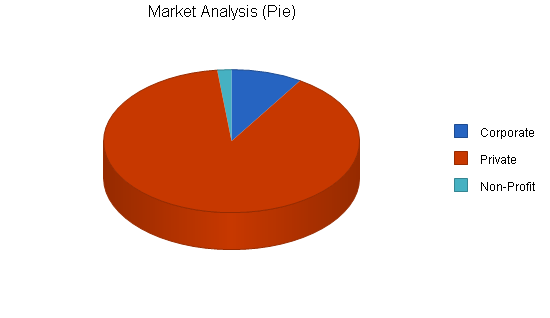 Market Analysis (Pie)
Corporate
Private
Non-Profit